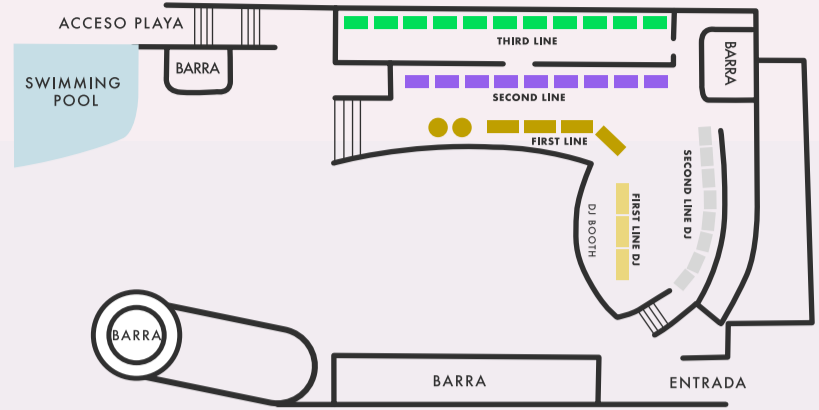 ACCESO PLAYA
THIRD LINE
BARRA
BARRA
SWIMMING
POOL
SECOND LINE
FIRST LINE
SECOND LINE DJ
FIRST LINE DJ
DJ BOOTH
BARRA
BARRA
ENTRADA